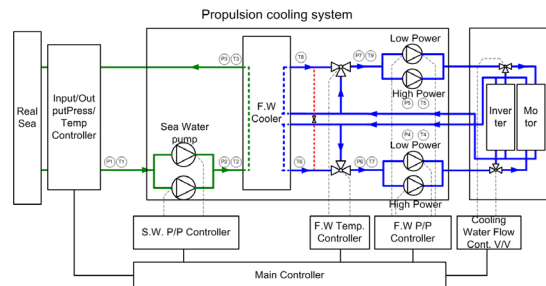 Propulsion cooling system
Low Power
P3 T3
T8
P7 T9
High Power
P5 T5
Real
Sea
Input/Out
putPress/
Temp
Controller
F.W
Cooler
Inver
ter
Mo
tor
Sea Water
pump
P4 T4
Low Power
P1 T1
P2 T2
T6
P6 T7
High Power
S.W. P/P Controller
F.W Temp.
Controller
F.W P/P
Controller
Cooling
Water Flow
Cont. V/V
Main Controller